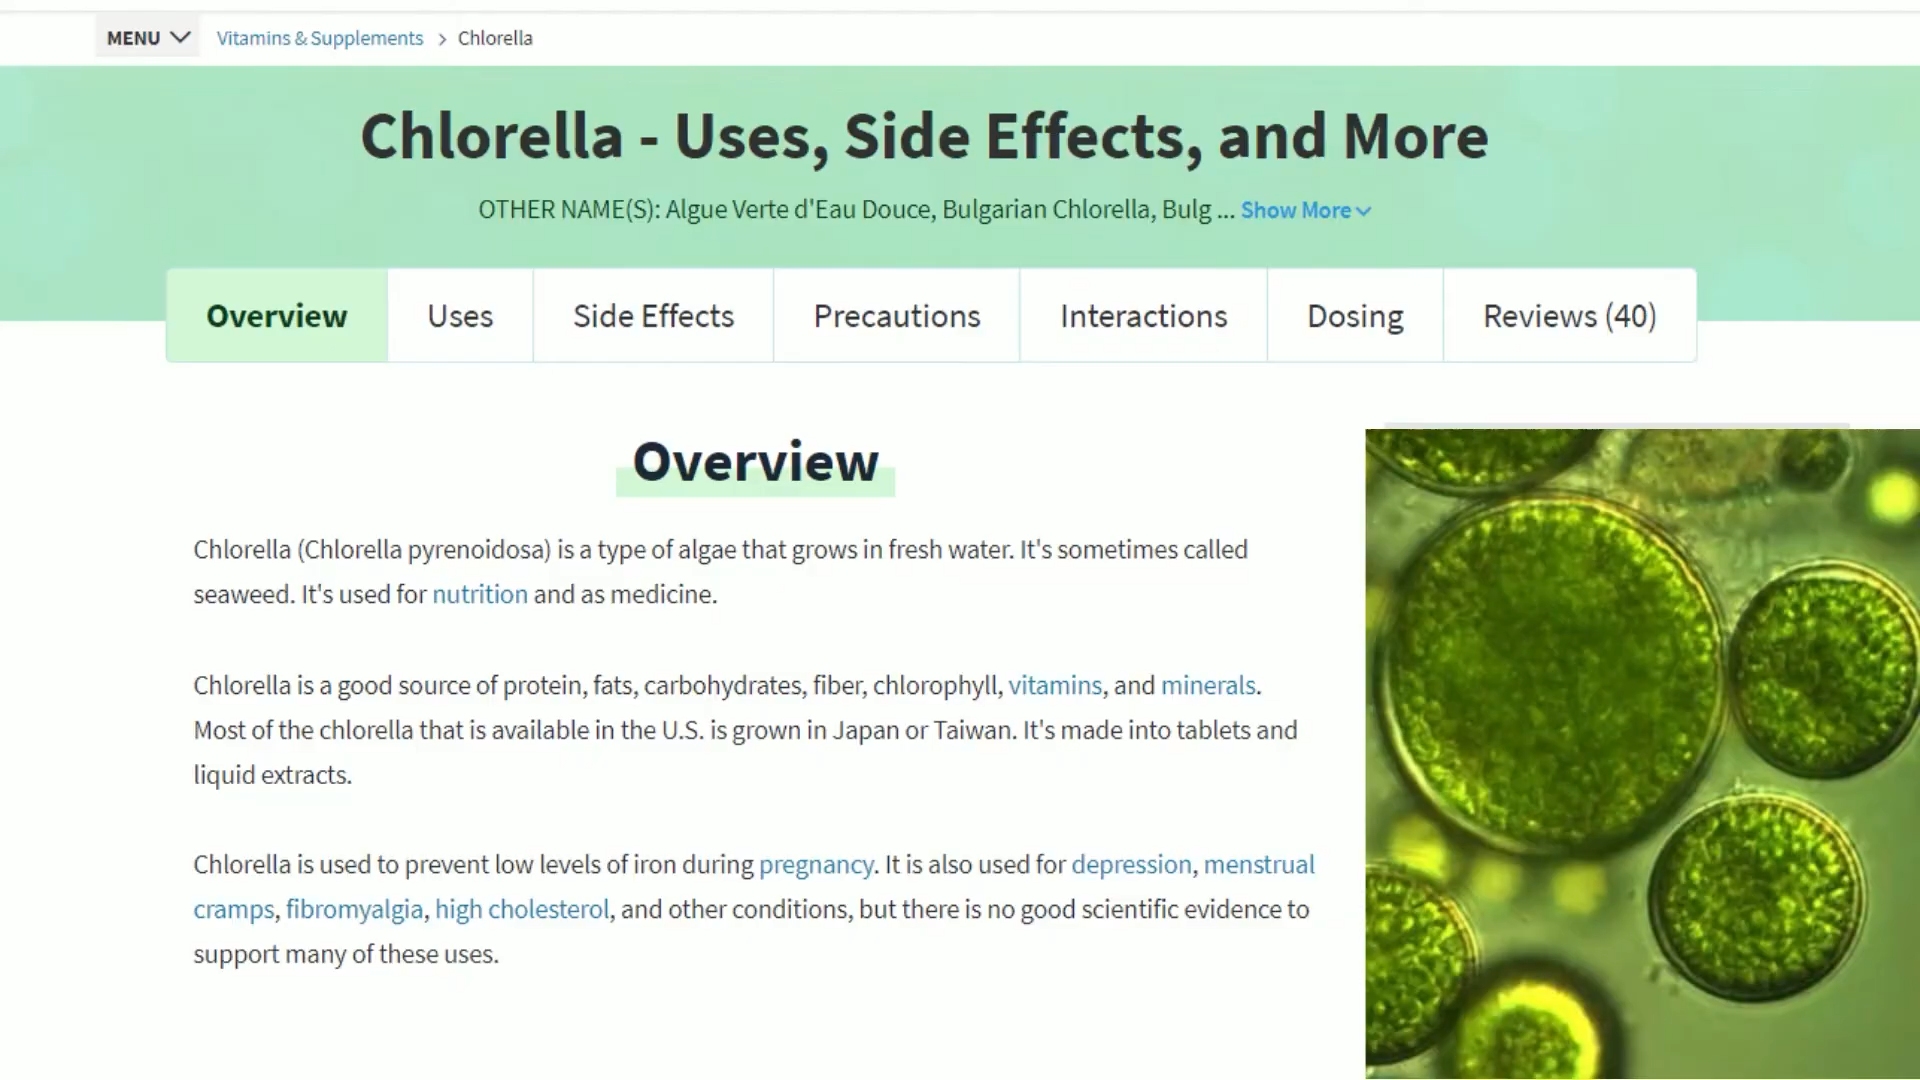 MENU Vitamins & Supplements > Chlorella
Chlorella - Uses, Side Effects, and More
OTHER NAME(S): Algue Verte d'Eau Douce, Bulgarian Chlorella, Bulg ... Show More
Overview Uses Side Effects Precautions Interactions Dosing Reviews (40)
Overview
Chlorella (Chlorella pyrenoidosa) is a type of algae that grows in fresh water. It's sometimes called
seaweed. It's used for nutrition and as medicine.
Chlorella is a good source of protein, fats, carbohydrates, fiber, chlorophyll, vitamins, and minerals.
Most of the chlorella that is available in the U.S. is grown in Japan or Taiwan. It's made into tablets and
liquid extracts.
Chlorella is used to prevent low levels of iron during pregnancy. It is also used for depression, menstrual
cramps, fibromyalgia, high cholesterol, and other conditions, but there is no good scientific evidence to
support many of these uses.